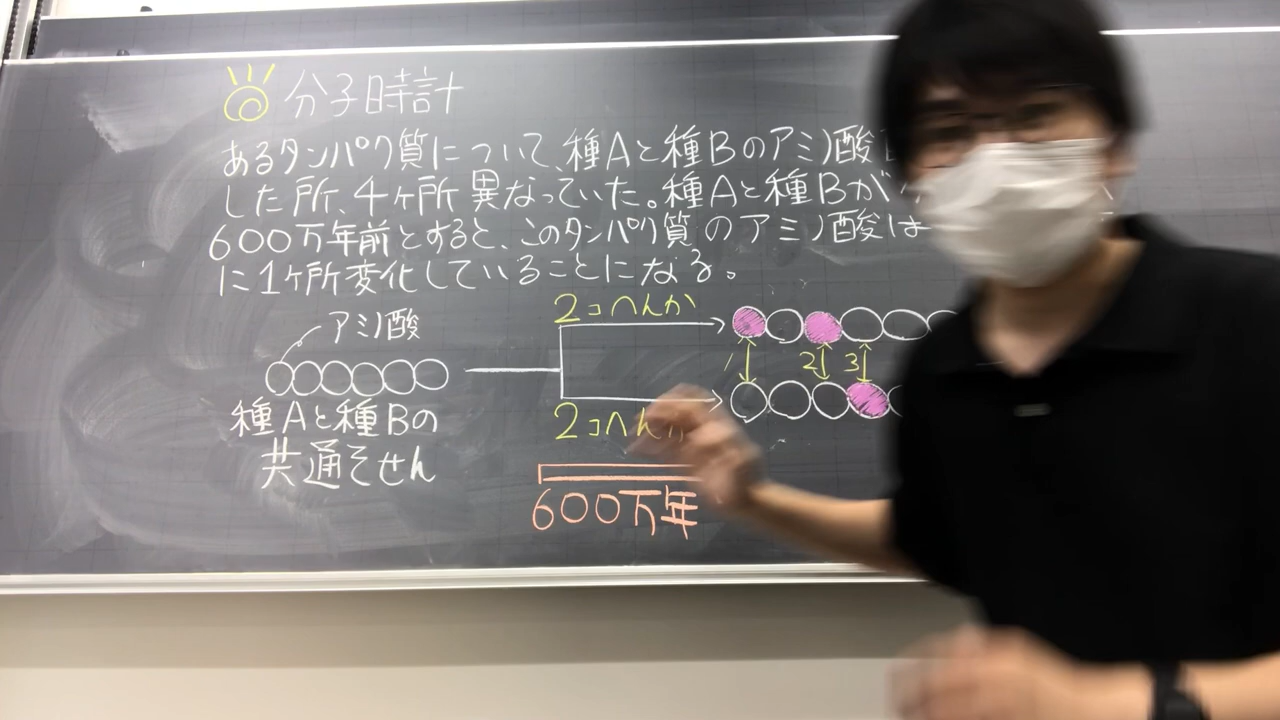 分子時計
あるタンパク質について、種Aと種Bのアミノ酸
した所、4ヶ所異なっていた。種Aと種Bが
600万年前とすると、このタンパク質のアミノ酸は
に1ヶ所変化していることになる。
2コへんか
アミノ酸
1 2 3
種Aと種Bの
共通そせん
2コへん
600万年